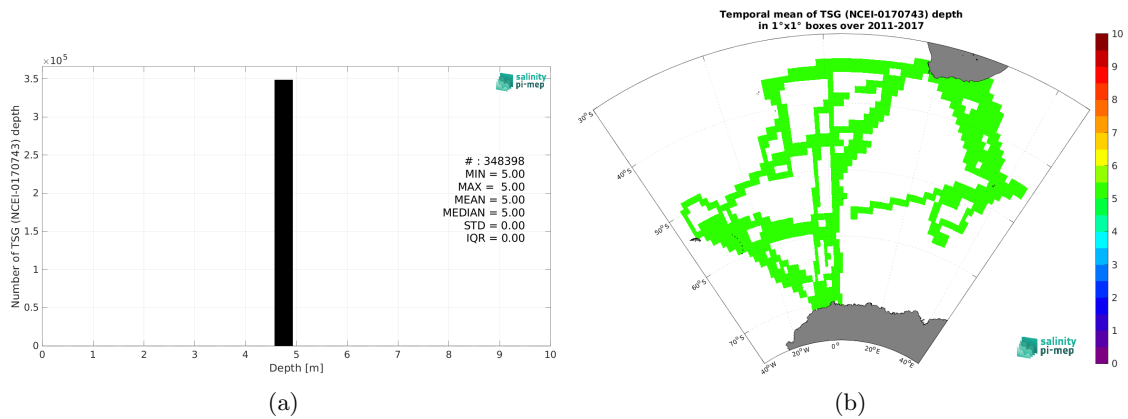 ×10⁵
3.5
3
2.5
2
1.5
1
0.5
0
0 1 2 3 4 5 6 7 8 9 10
Number of TSG (NCEI-0170743) depth
Depth [m]
salinity
pi-mep
# : 348398
MIN = 5.00
MAX = 5.00
MEAN = 5.00
MEDIAN = 5.00
STD = 0.00
IQR = 0.00
(a)
Temporal mean of TSG (NCEI-0170743) depth
in 1°x1° boxes over 2011-2017
30°S
40°S
50°S
60°S
70°S
40°W
20°W
0°
20°E
40°E
salinity
pi-mep
10
9
8
7
6
5
4
3
2
1
0
(b)